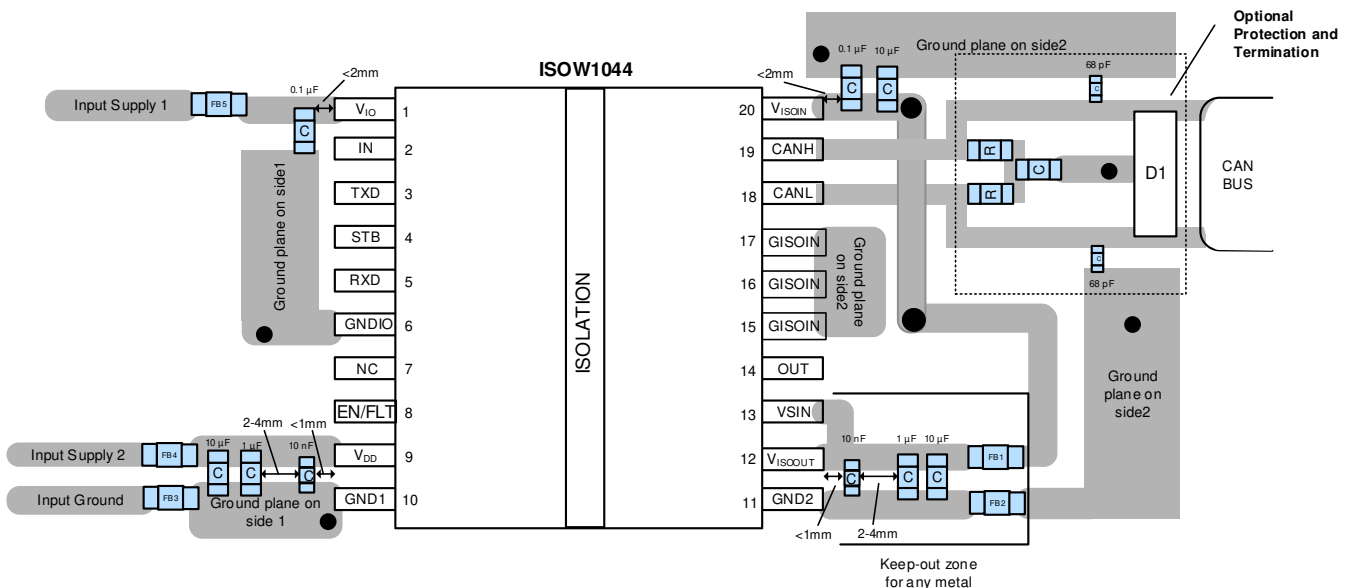 ISOW1044
ISOLATION
Input Supply 1
FB5
0.1 µF
<2mm
C
Ground plane on side1
VIO
1
IN
2
TXD
3
STB
4
RXD
5
GNDIO
6
NC
7
EN/FLT
8
VDD
9
GND1
10
Input Supply 2
FB4
Input Ground
FB3
10 µF
1 µF
2-4mm
10 nF
<1mm
C
C
C
Ground plane on
side 1
20
VISOIN
19
CANH
18
CANL
17
GISOIN
16
GISOIN
15
GISOIN
14
OUT
13
VSIN
12
VISOOUT
11
GND2
<2mm
0.1 µF
10 µF
C
C
Ground plane on side2
Ground plane
on side2
R
R
C
68 pF
C
D1
C
68 pF
Optional
Protection and
Termination
CAN
BUS
Ground
plane on
side2
10 nF
1 µF
10 µF
C
C
C
FB1
FB2
<1mm
2-4mm
Keep-out zone
for any metal